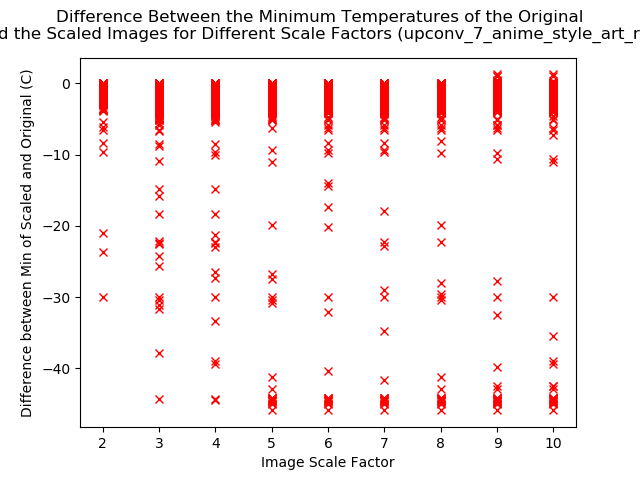 Difference Between the Minimum Temperatures of the Original
d the Scaled Images for Different Scale Factors (upconv_7_anime_style_art_r
Difference between Min of Scaled and Original (C)
0
−10
−20
−30
−40
2 3 4 5 6 7 8 9 10
Image Scale Factor